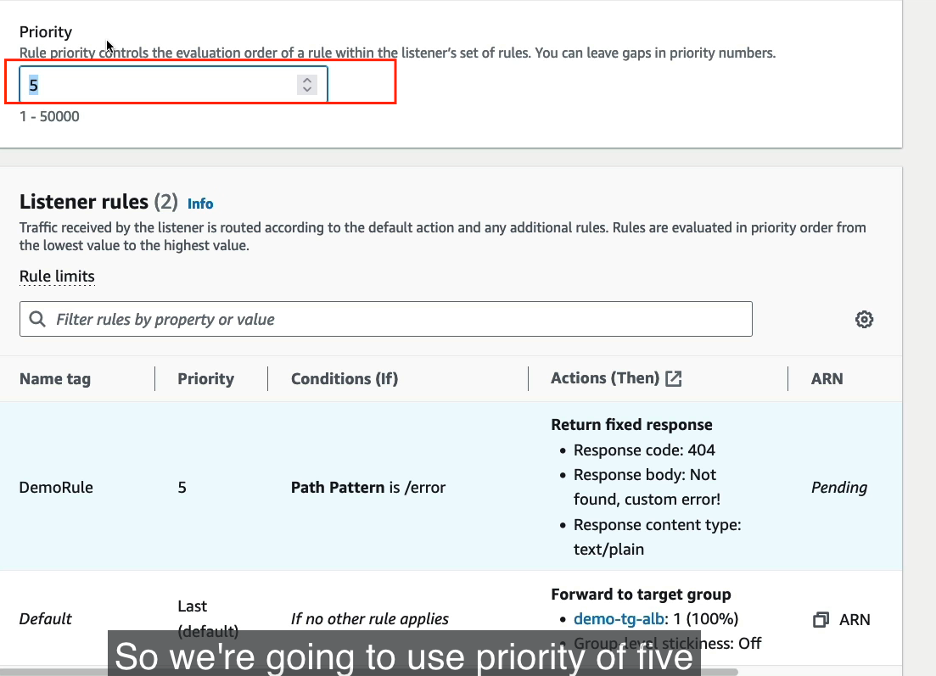 Priority
Rule priority controls the evaluation order of a rule within the listener's set of rules. You can leave gaps in priority numbers.
5
1 - 50000
Listener rules (2) Info
Traffic received by the listener is routed according to the default action and any additional rules. Rules are evaluated in priority order from
the lowest value to the highest value.
Rule limits
Filter rules by property or value
Name tag Priority Conditions (If) Actions (Then) ARN
Return fixed response
• Response code: 404
• Response body: Not
DemoRule 5 Path Pattern is /error found, custom error! Pending
• Response content type:
text/plain
Forward to target group
Default Last (default) If no other rule applies • demo-tg-alb: 1 (100%) ARN
• Group-level stickiness: Off
So we're going to use priority of five